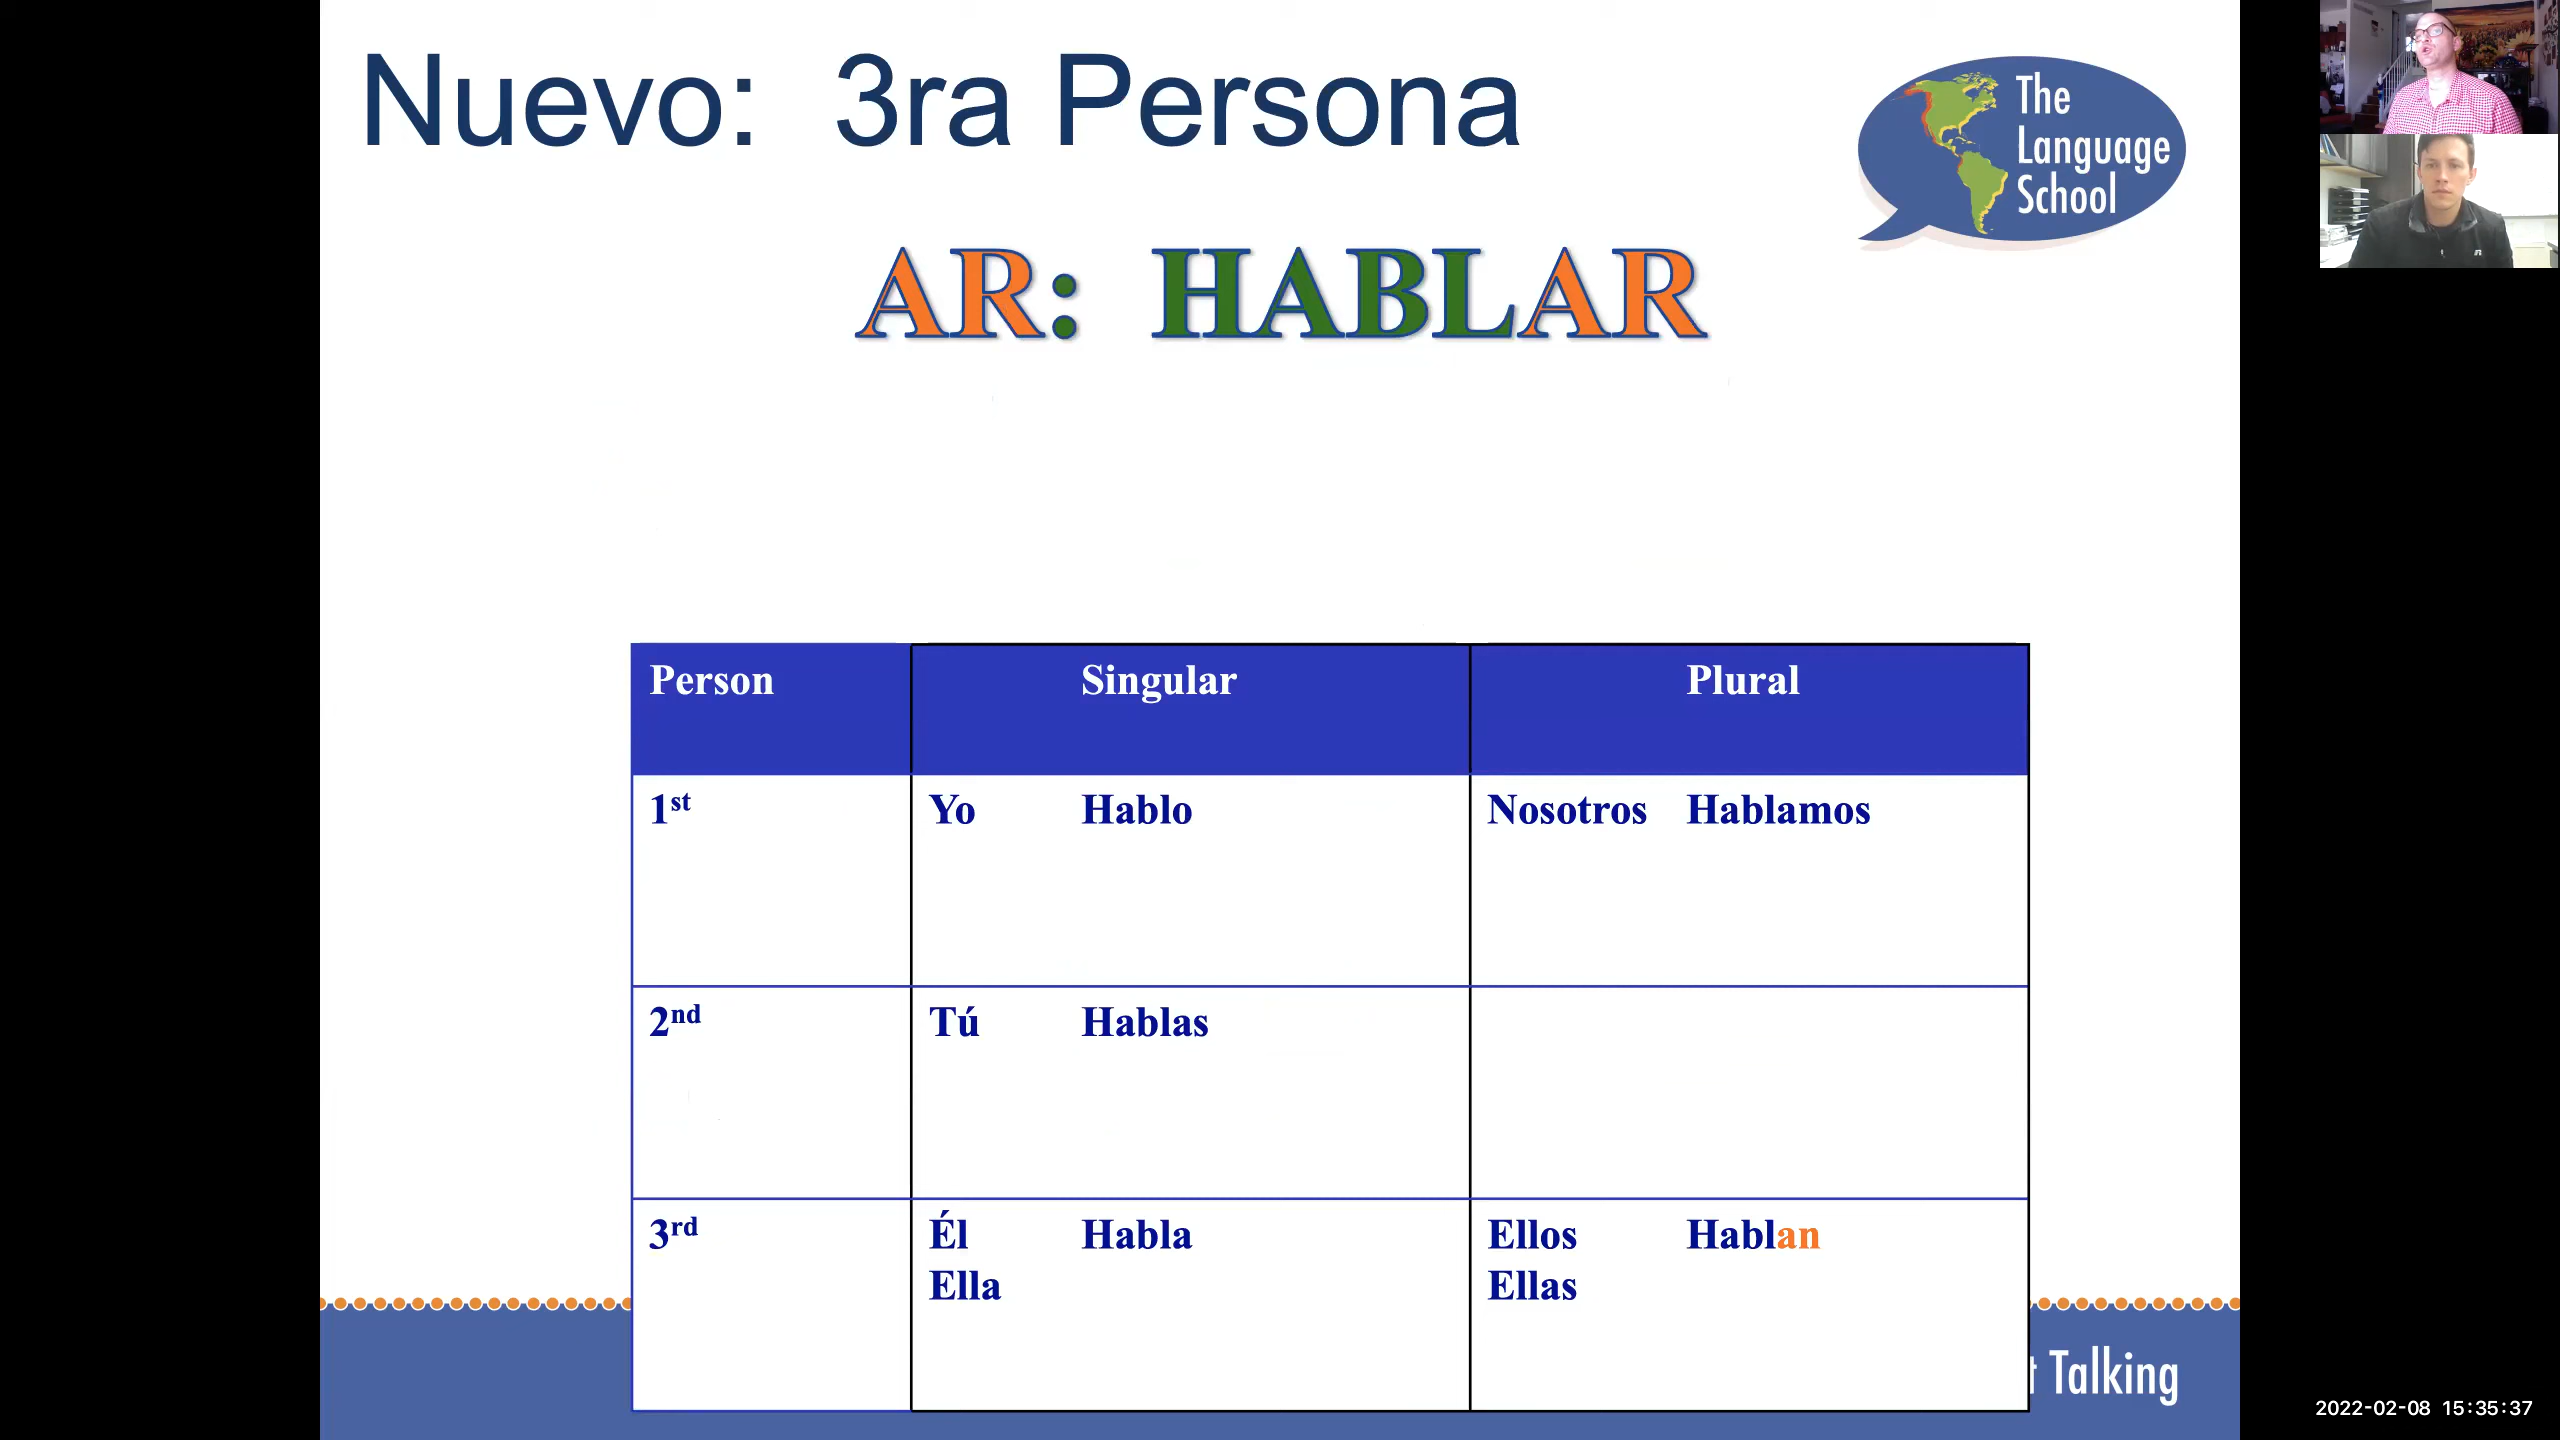 Nuevo: 3ra Persona
The
Language
School
AR: HABLAR
Person Singular Plural
1st Yo Hablo Nosotros Hablamos
2nd Tú Hablas
3rd Él Habla Ellos Hablan
Ella Ellas
Talking
2022-02-08 15:35:37